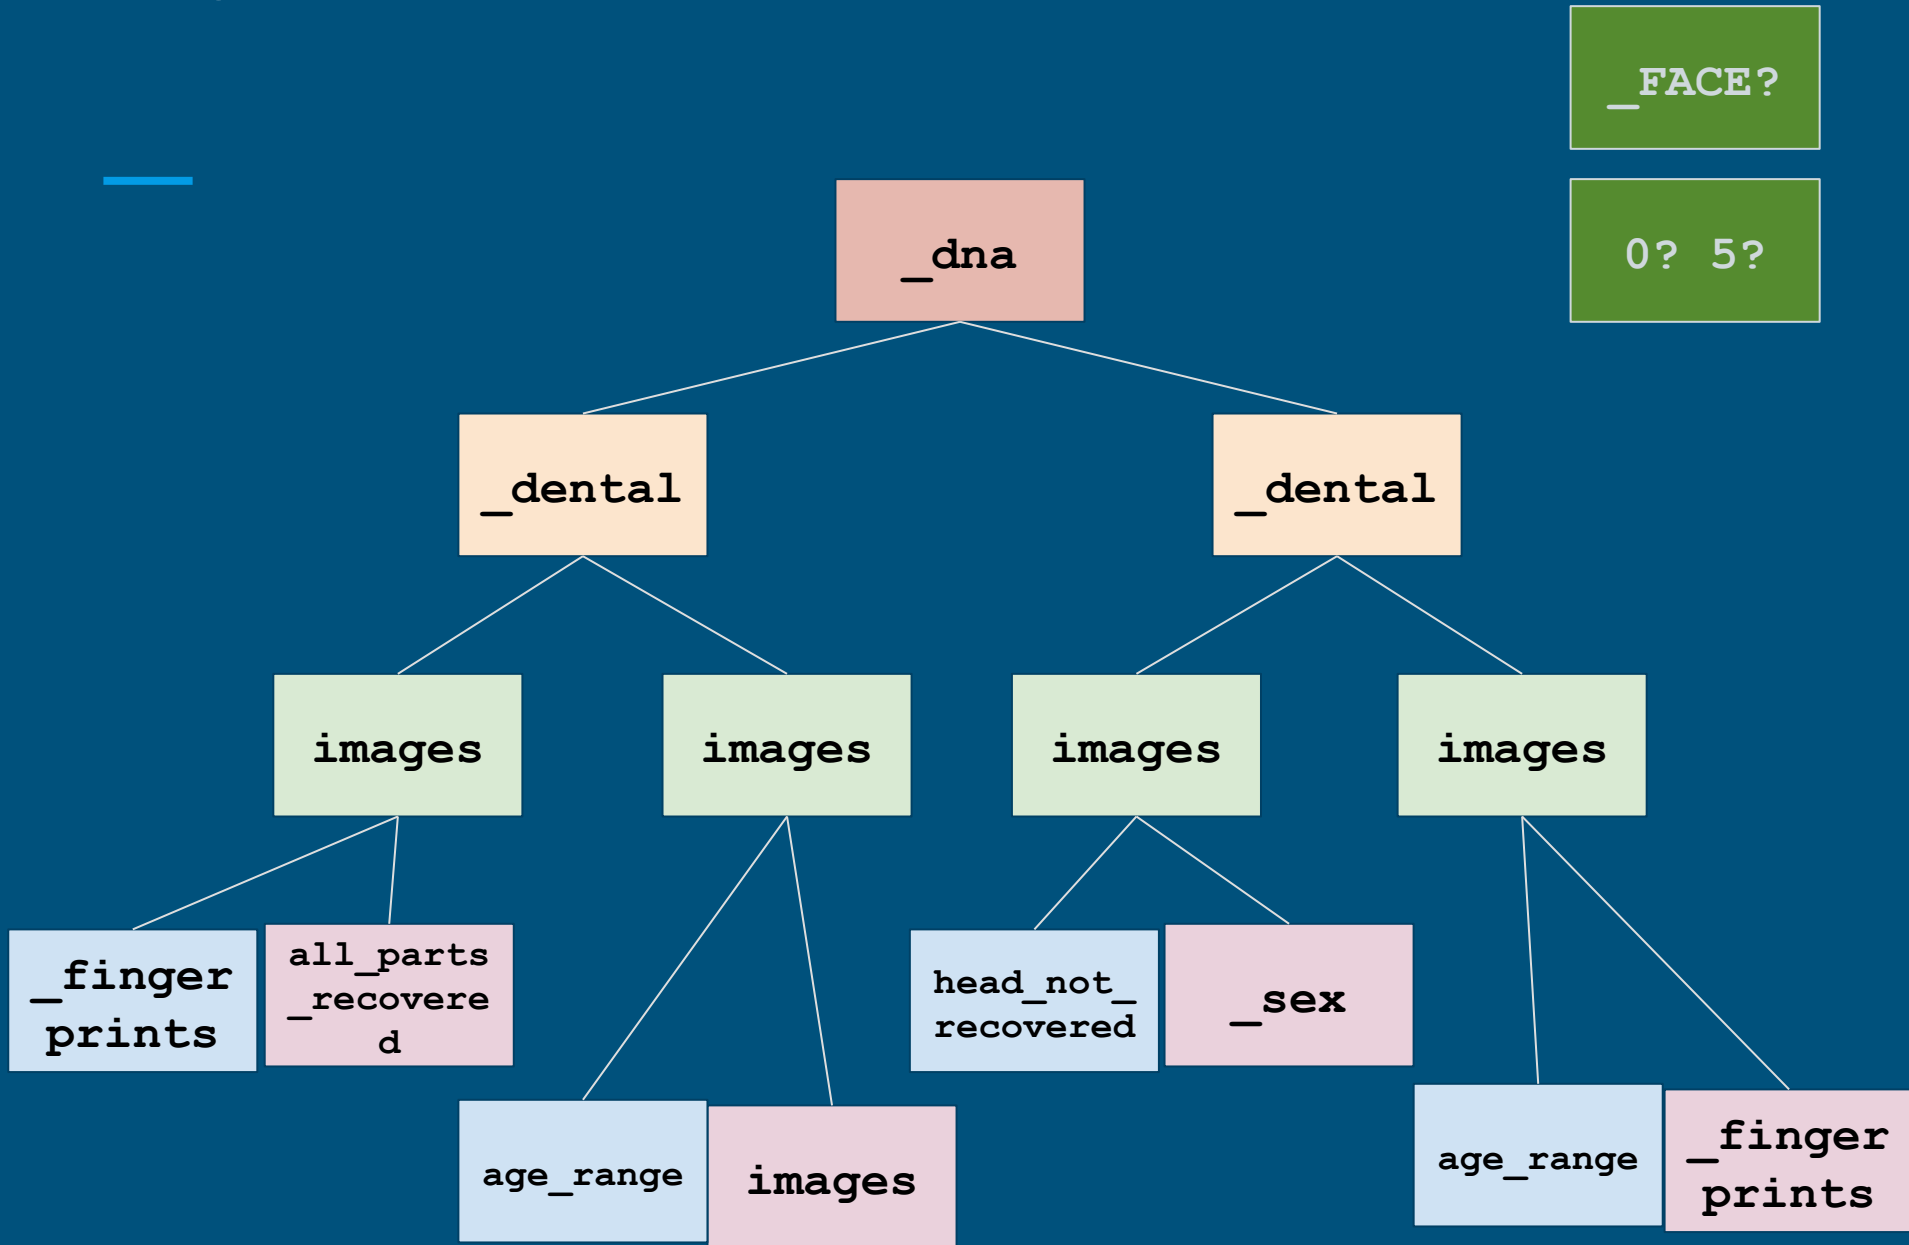 _FACE?
0? 5?
_dna
_dental
_dental
images
images
images
images
_finger
prints
all_parts
_recovere
d
head_not_
recovered
_sex
age_range
images
age_range
_finger
prints